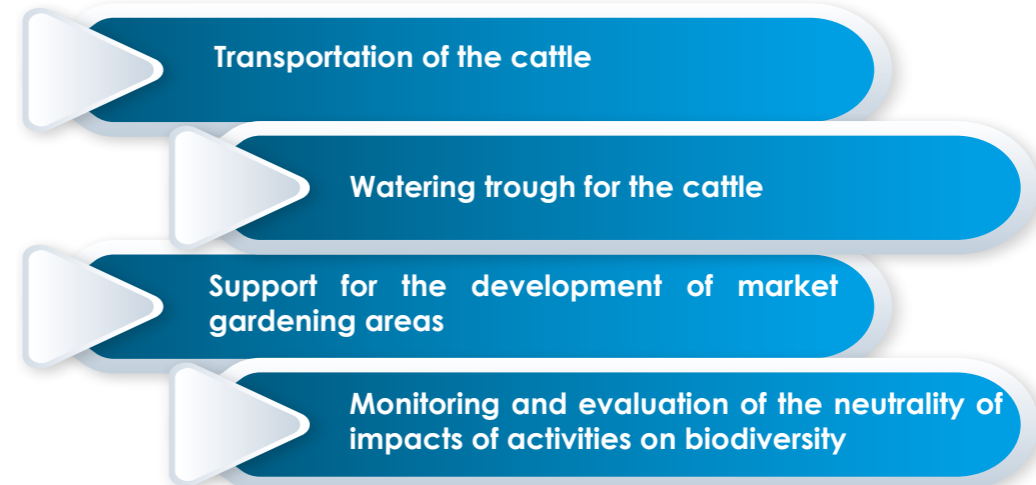 Transportation of the cattle
Watering trough for the cattle
Support for the development of market
gardening areas
Monitoring and evaluation of the neutrality of
impacts of activities on biodiversity